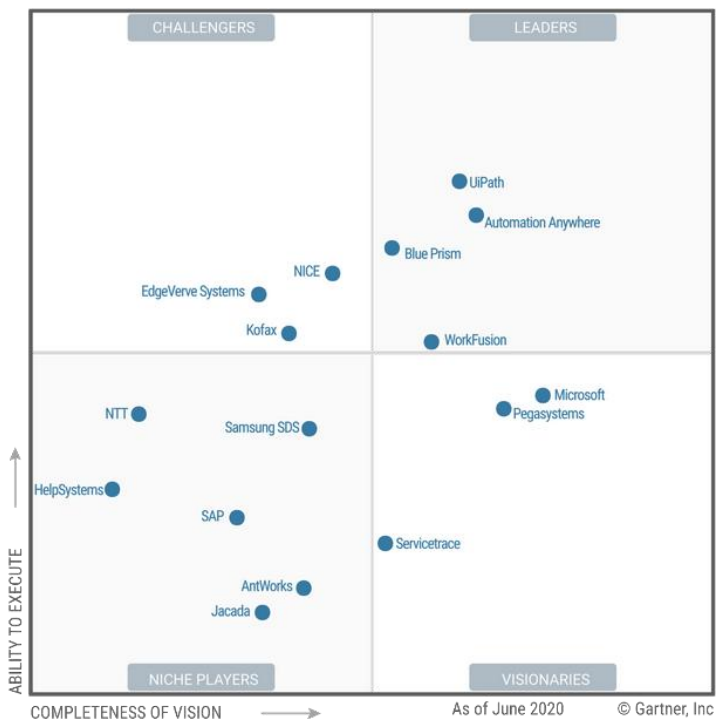 CHALLENGERS
LEADERS
UiPath
Automation Anywhere
Blue Prism
NICE
EdgeVerve Systems
Kofax
WorkFusion
Microsoft
Pegasystems
NTT
Samsung SDS
HelpSystems
SAP
Servicetrace
AntWorks
Jacada
NICHE PLAYERS
VISIONARIES
ABILITY TO EXECUTE
COMPLETENESS OF VISION
As of June 2020
© Gartner, Inc